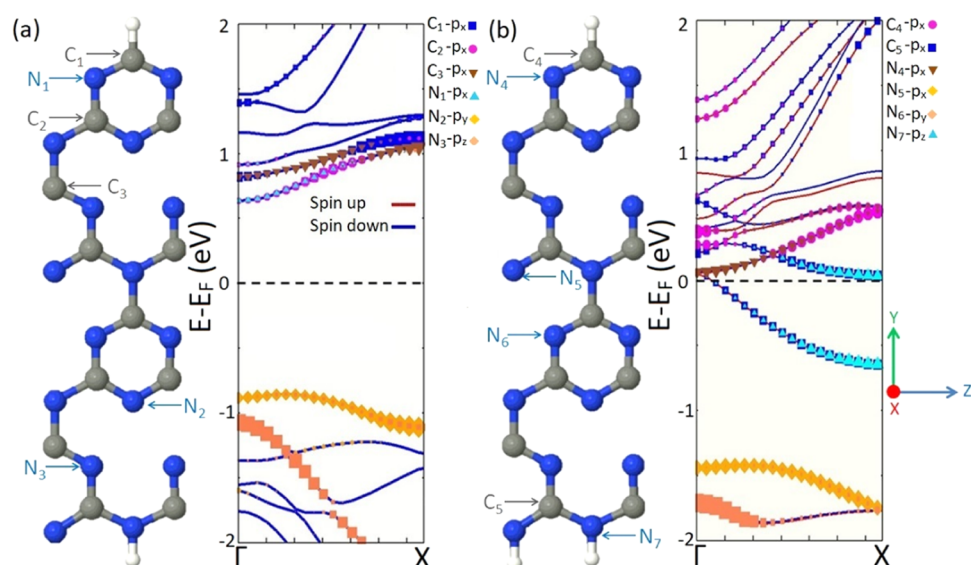 (a)
C1
N1
C2
C3
N2
N3
E-EF (eV)
2
1
0
-1
-2
Γ
X
Spin up
Spin down
C1-px
C2-px
C3-px
N1-px
N2-py
N3-pz
(b)
C4
N4
N5
N6
C5
N7
E-EF (eV)
2
1
0
-1
-2
Γ
X
C4-px
C5-px
N4-px
N5-px
N6-py
N7-pz
Y
Z
X